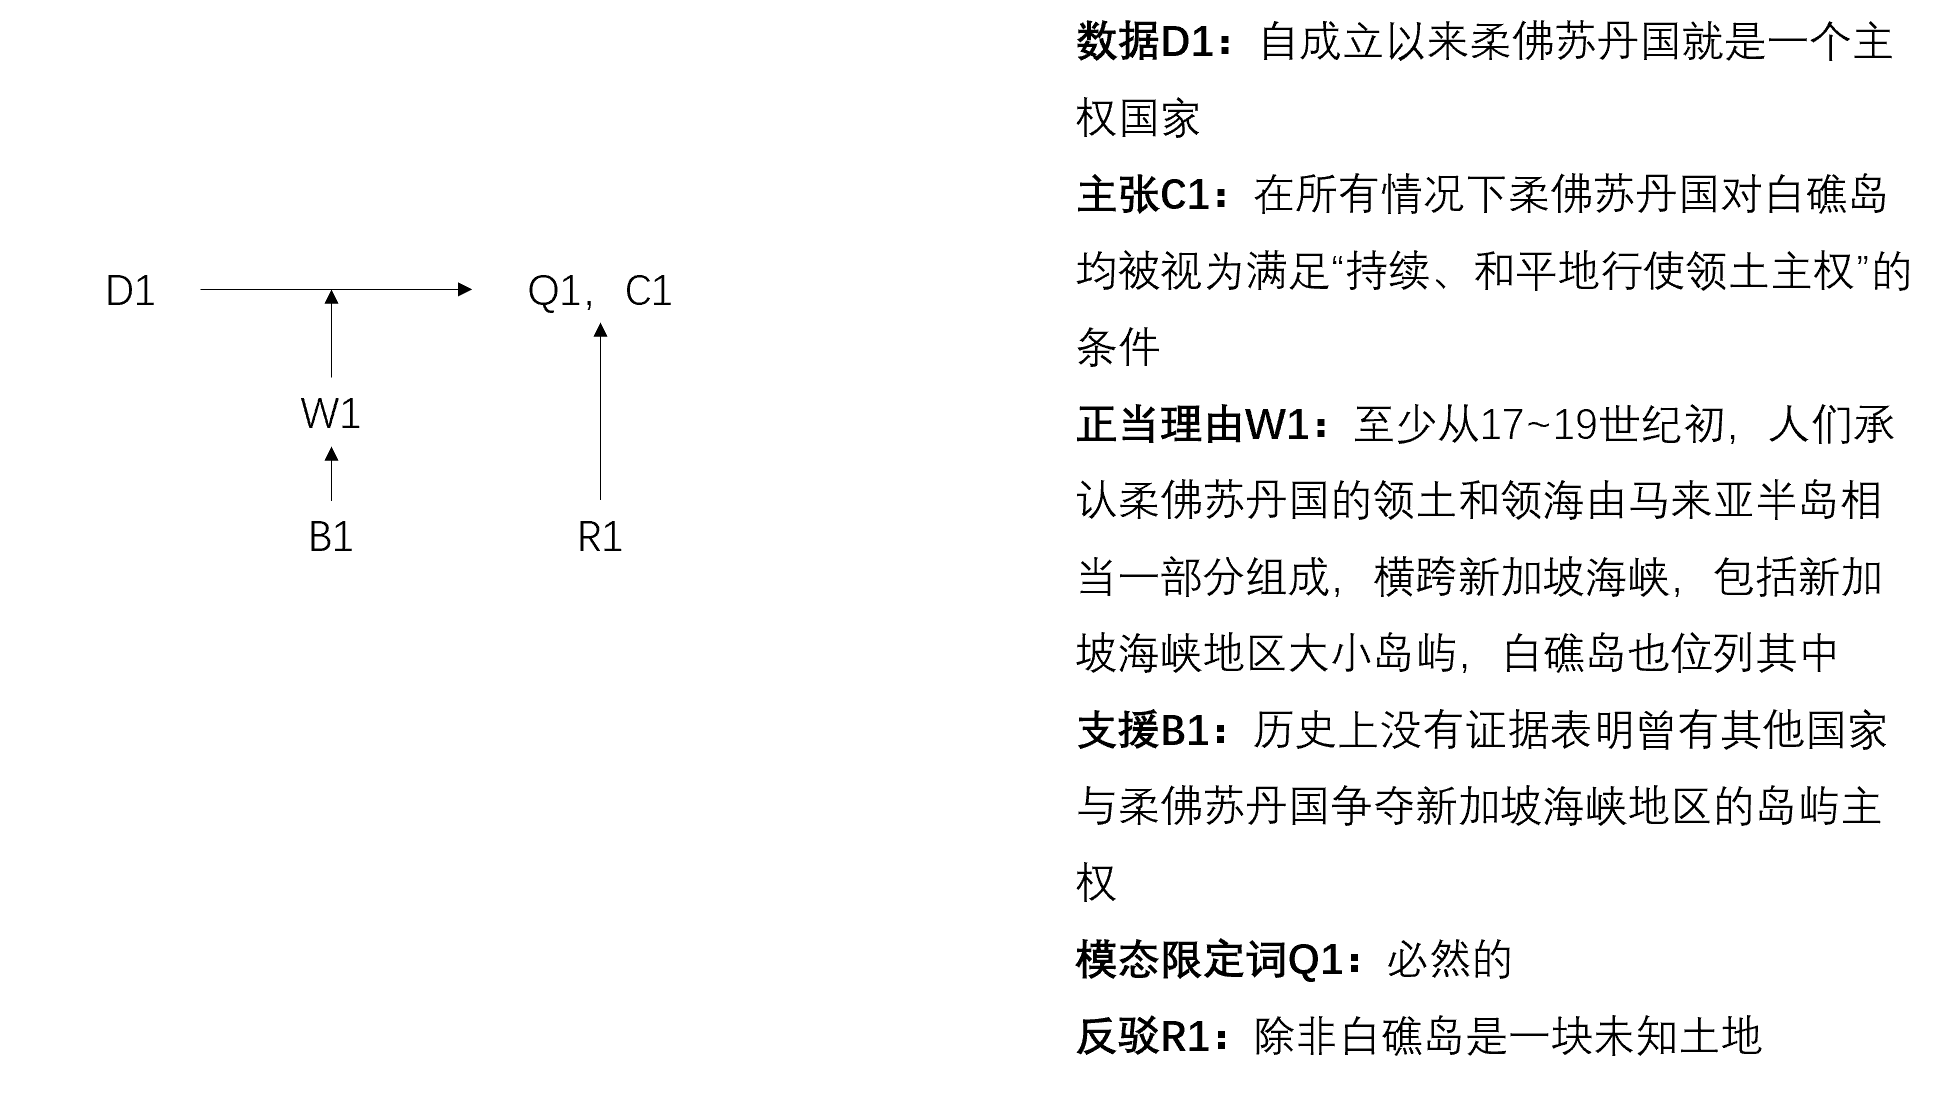 D1
Q1，C1
W1
B1
R1
数据D1：自成立以来柔佛苏丹国就是一个主
权国家
主张C1：在所有情况下柔佛苏丹国对白礁岛
均被视为满足“持续、和平地行使领土主权”的
条件
正当理由W1：至少从17~19世纪初，人们承
认柔佛苏丹国的领土和领海由马来亚半岛相
当一部分组成，横跨新加坡海峡，包括新加
坡海峡地区大小岛屿，白礁岛也位列其中
支援B1：历史上没有证据表明曾有其他国家
与柔佛苏丹国争夺新加坡海峡地区的岛屿主
权
模态限定词Q1：必然的
反驳R1：除非白礁岛是一块未知土地